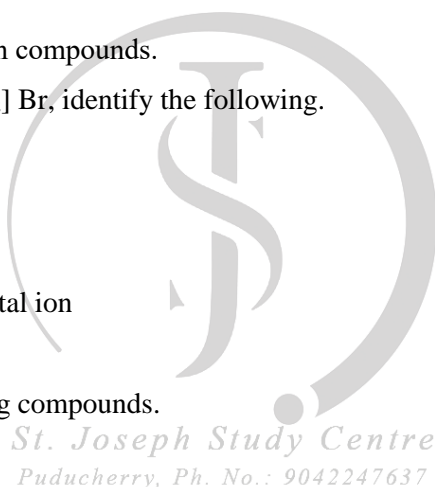 n compounds.
] Br, identify the following.
tal ion
g compounds.
St. Joseph Study Centre
Puducherry, Ph. No.: 9042247637